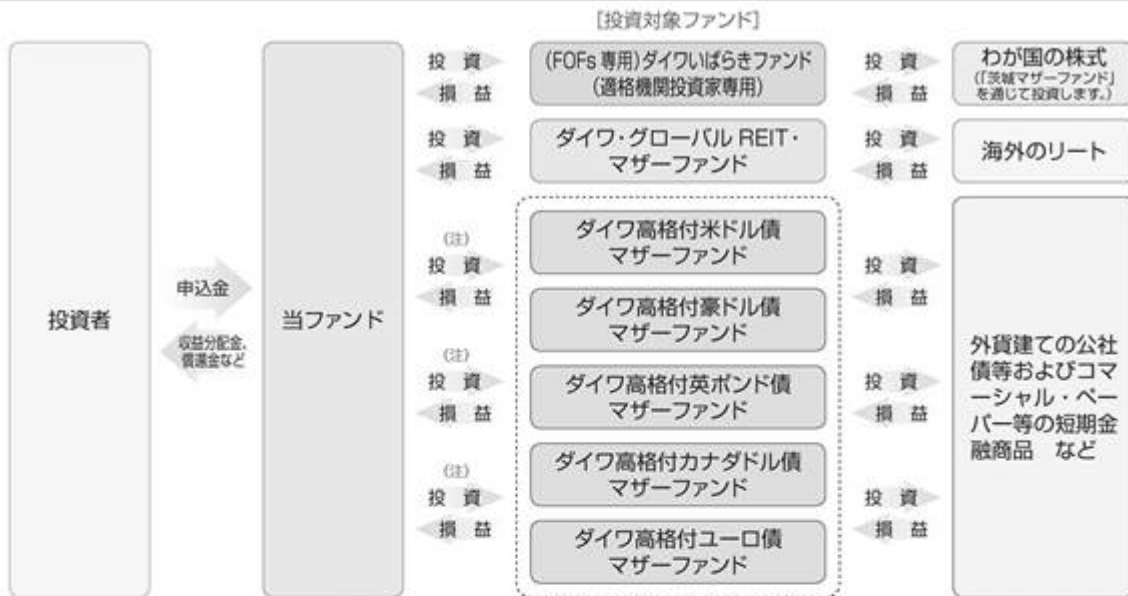 [投資対象ファンド]
投資者
申込金
収益分配金、
償還金など
当ファンド
投 資
損 益
(FOFs 専用)ダイワいばらきファンド
(適格機関投資家専用)
投 資
損 益
わが国の株式
(「茨城マザーファンド」
を通じて投資します。)
投 資
損 益
ダイワ・グローバル REIT・
マザーファンド
投 資
損 益
海外のリート
(注)
投 資
損 益
ダイワ高格付米ドル債
マザーファンド
ダイワ高格付豪ドル債
マザーファンド
投 資
損 益
(注)
投 資
損 益
ダイワ高格付英ポンド債
マザーファンド
投 資
損 益
(注)
投 資
損 益
ダイワ高格付カナダドル債
マザーファンド
ダイワ高格付ユーロ債
マザーファンド
投 資
損 益
外貨建ての公社
債等およびコマ
ーシャル・ペー
パー等の短期金
融商品 など